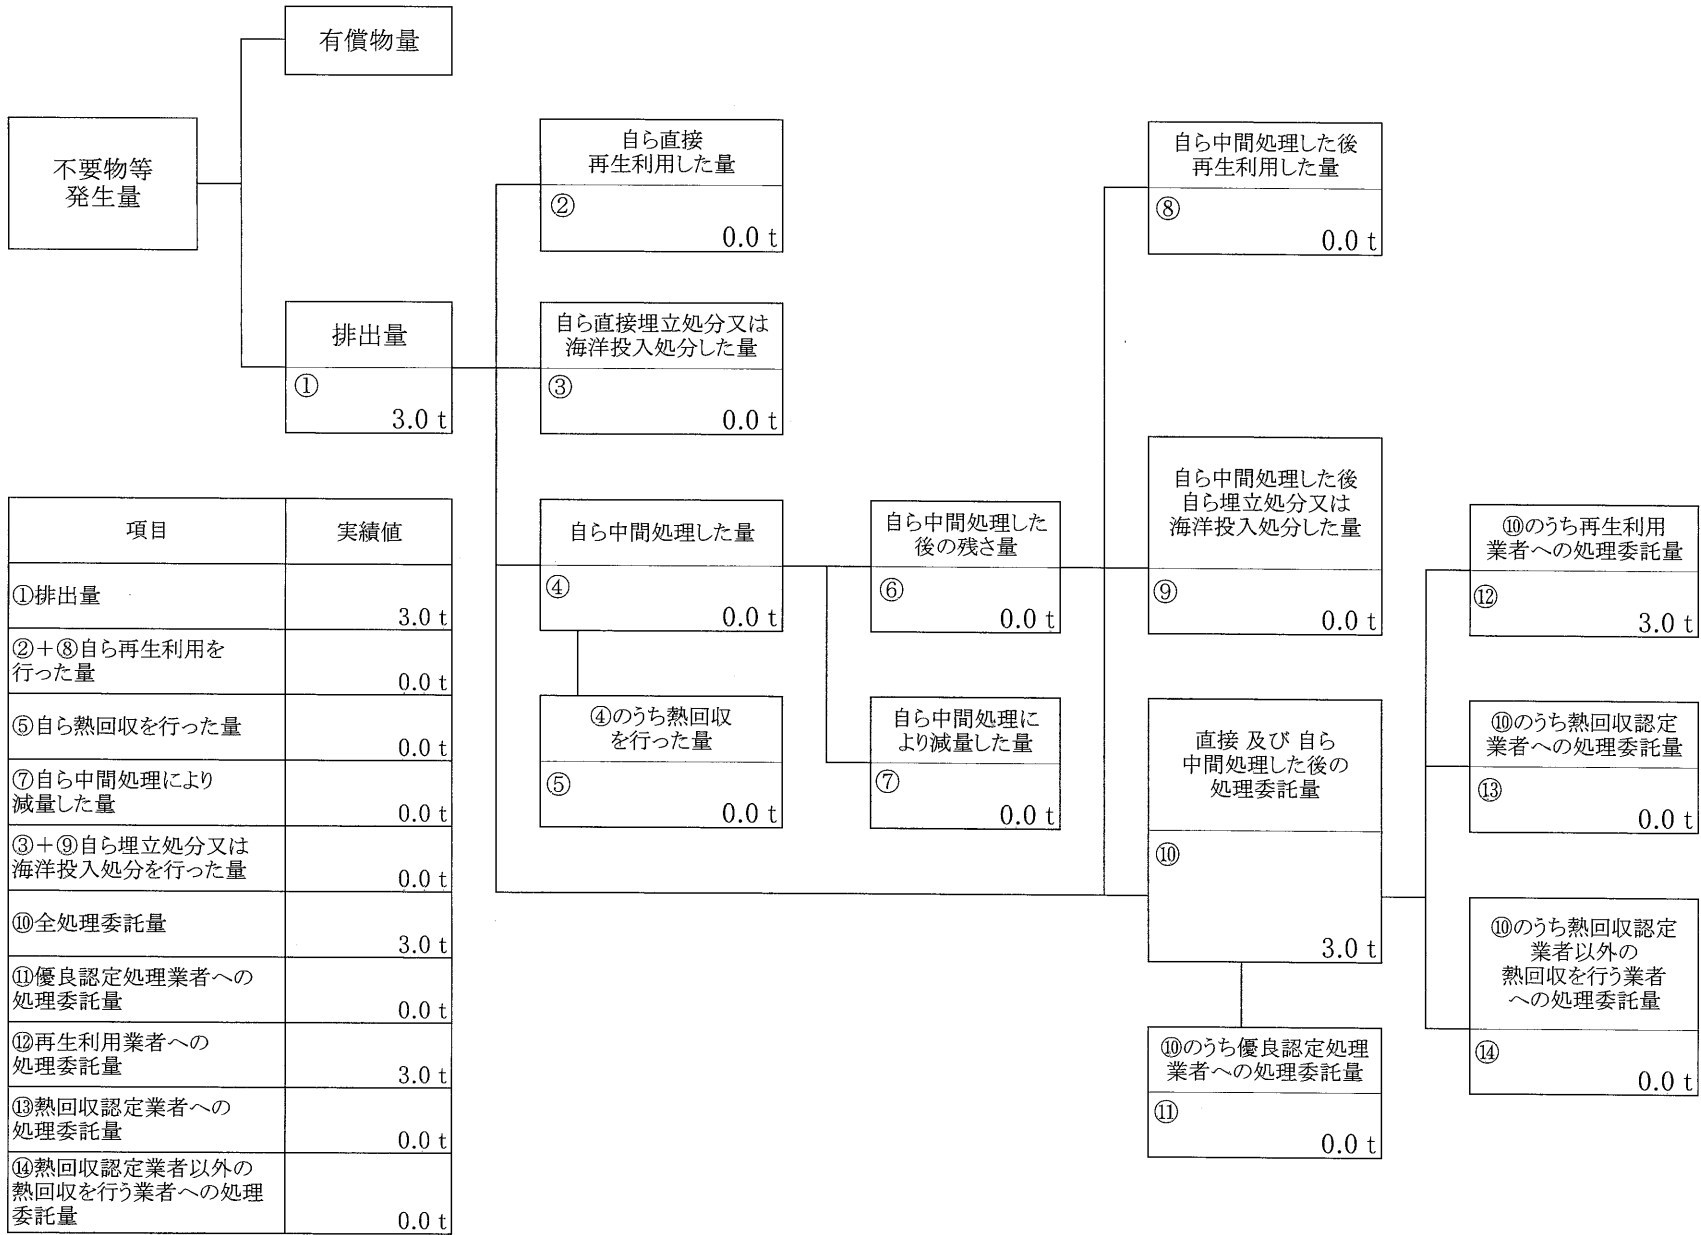 有償物量
不要物等
発生量
排出量
①
3.0 t
自ら直接
再生利用した量
②
0.0 t
自ら直接埋立処分又は
海洋投入処分した量
③
0.0 t
自ら中間処理した量
④
0.0 t
④のうち熱回収
を行った量
⑤
0.0 t
自ら中間処理した
後の残さ量
⑥
0.0 t
自ら中間処理に
より減量した量
⑦
0.0 t
自ら中間処理した後
再生利用した量
⑧
0.0 t
自ら中間処理した後
自ら埋立処分又は
海洋投入処分した量
⑨
0.0 t
直接 及び 自ら
中間処理した後の
処理委託量
⑩
3.0 t
⑩のうち優良認定処理
業者への処理委託量
⑪
0.0 t
⑩のうち再生利用
業者への処理委託量
⑫
3.0 t
⑩のうち熱回収認定
業者への処理委託量
⑬
0.0 t
⑩のうち熱回収認定
業者以外の
熱回収を行う業者
への処理委託量
⑭
0.0 t
項目 実績値
①排出量
3.0 t
②＋⑧自ら再生利用を
行った量
0.0 t
⑤自ら熱回収を行った量
0.0 t
⑦自ら中間処理により
減量した量
0.0 t
③＋⑨自ら埋立処分又は
海洋投入処分を行った量
0.0 t
⑩全処理委託量
3.0 t
⑪優良認定処理業者への
処理委託量
0.0 t
⑫再生利用業者への
処理委託量
3.0 t
⑬熱回収認定業者への
処理委託量
0.0 t
⑭熱回収認定業者以外の
熱回収を行う業者への処理
委託量
0.0 t